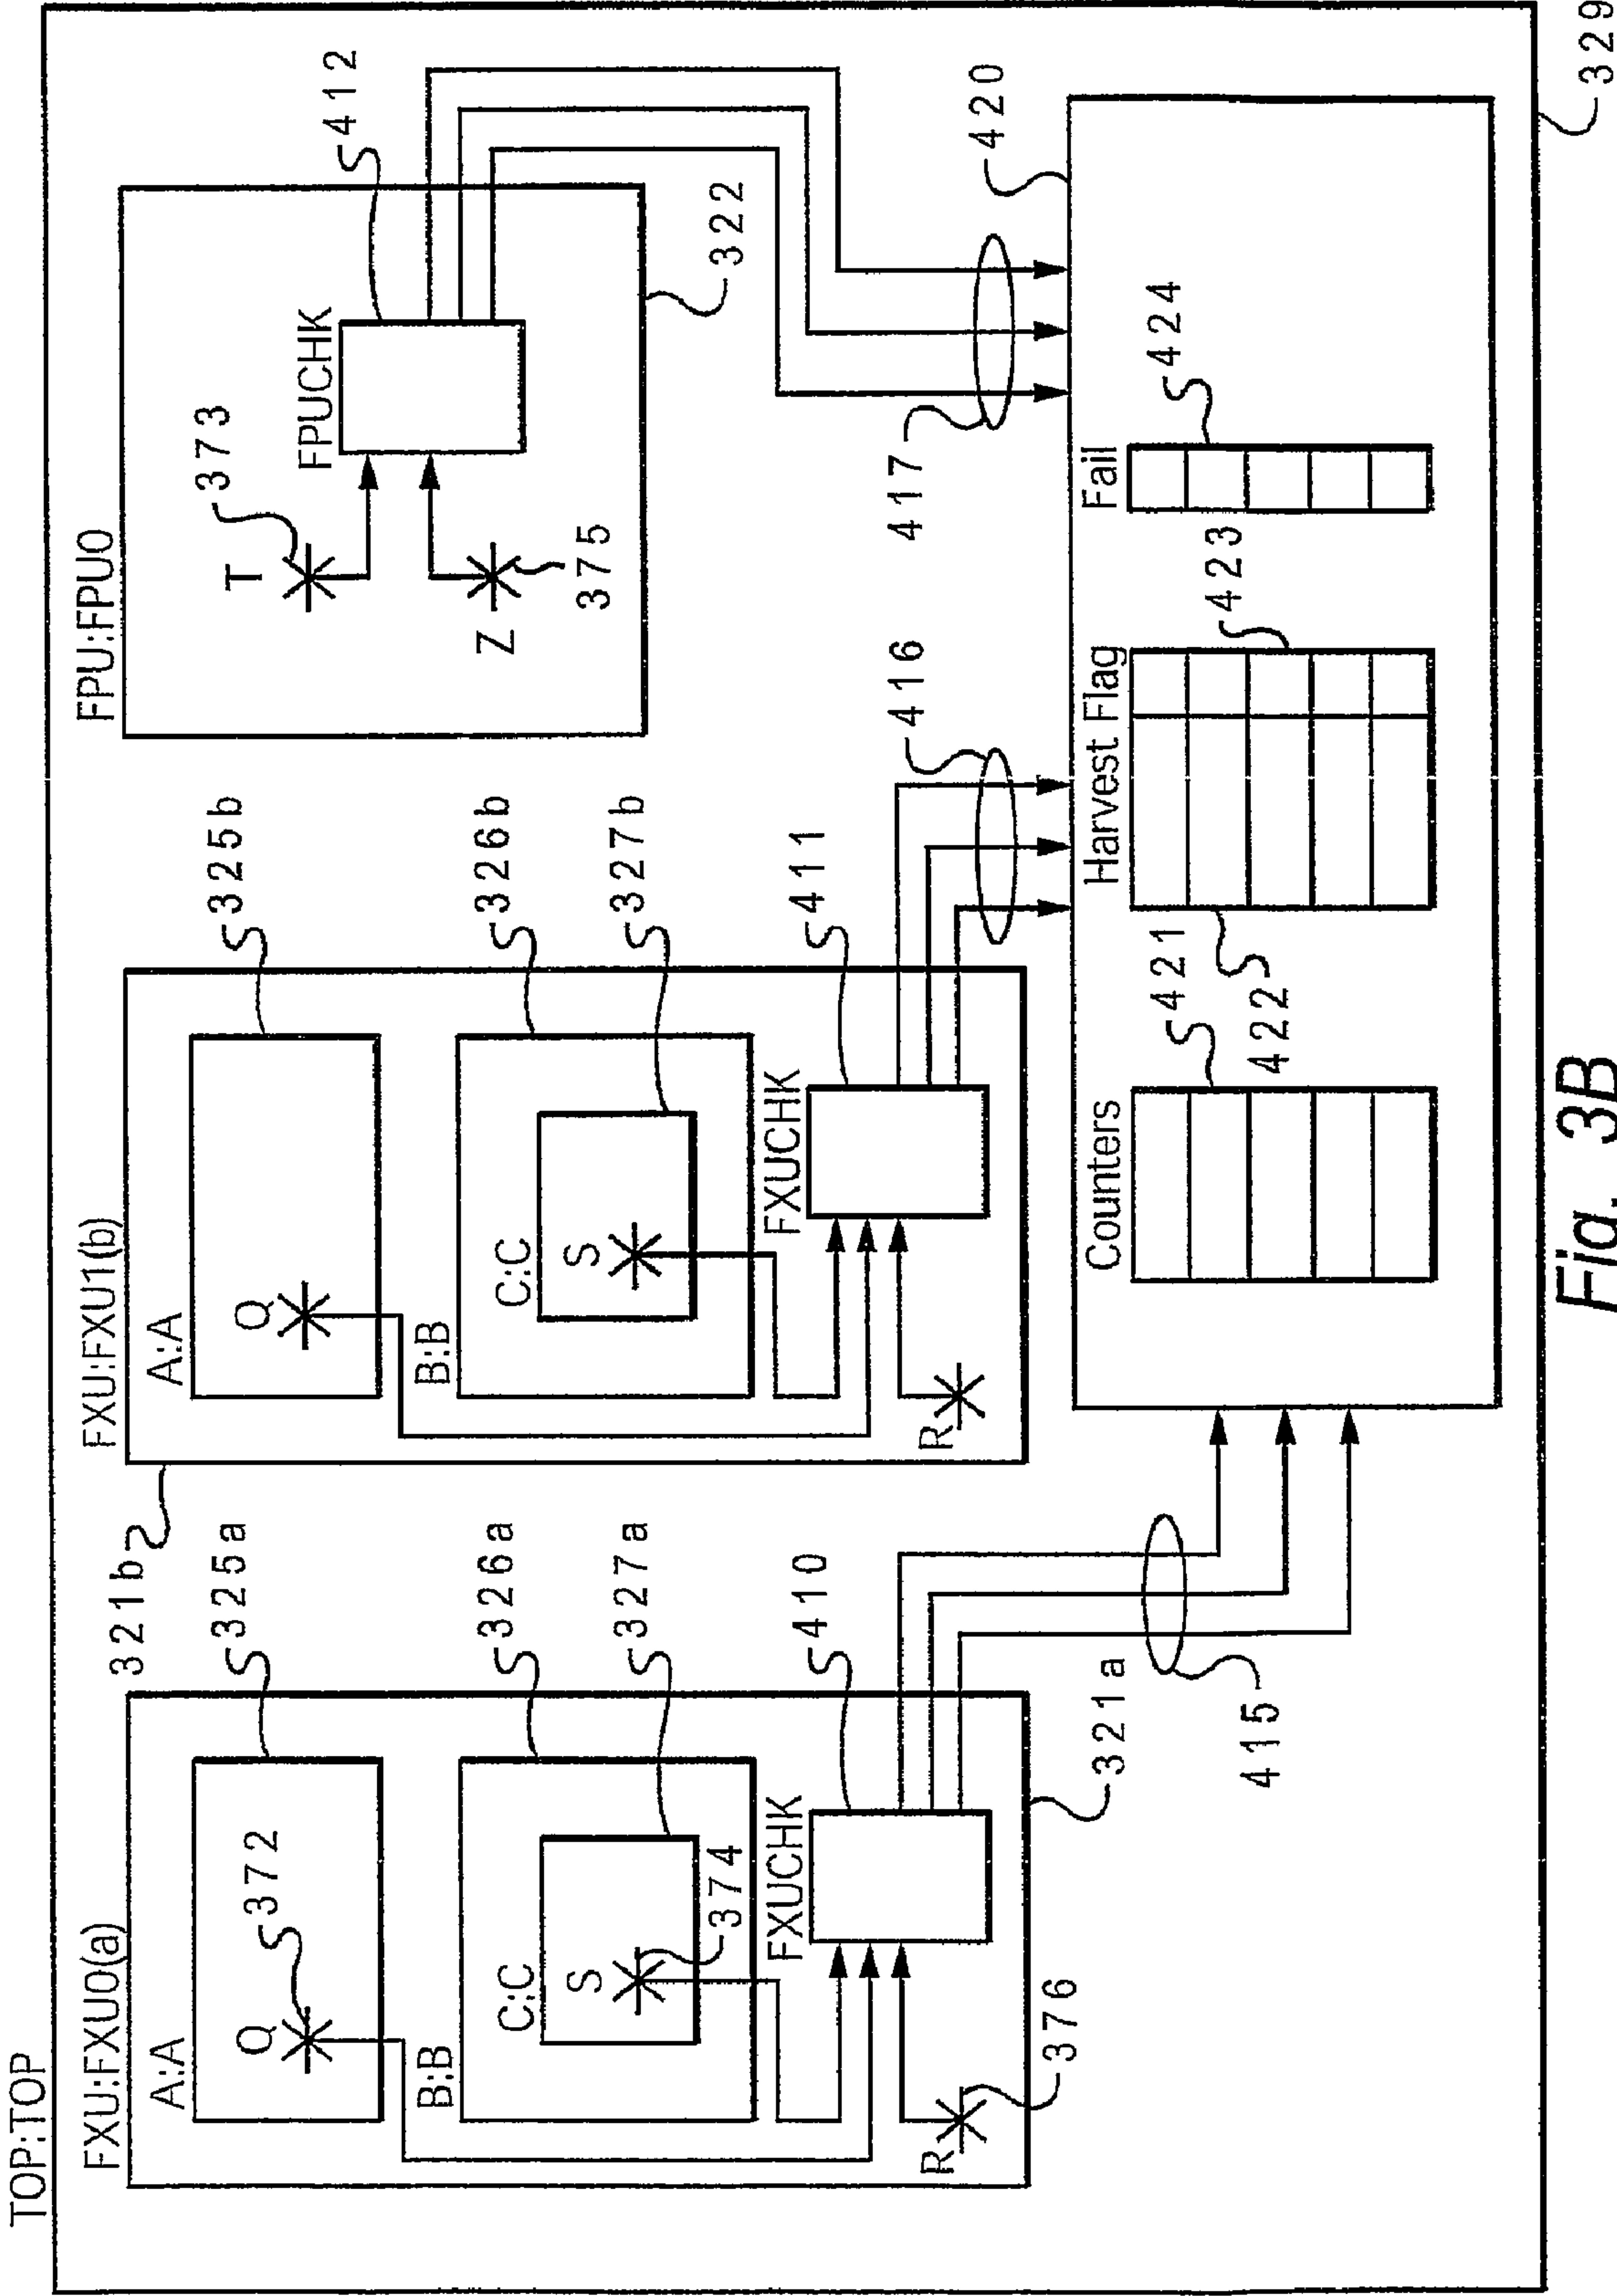 TOP:TOP
FXU:FXU0(a)
A:A
Q
372
325a
B:B
C:C
S
374
326a
327a
FXUCHK
410
R
376
321a
415
321b
FXU:FXU1(b)
A:A
Q
325b
B:B
C:C
S
326b
327b
FXUCHK
411
R
416
FPU:FPU0
T
373
Z
375
FPUCHK
412
322
417
420
Counters
421
422
Harvest Flag
423
Fail
424
329
Fig. 3B